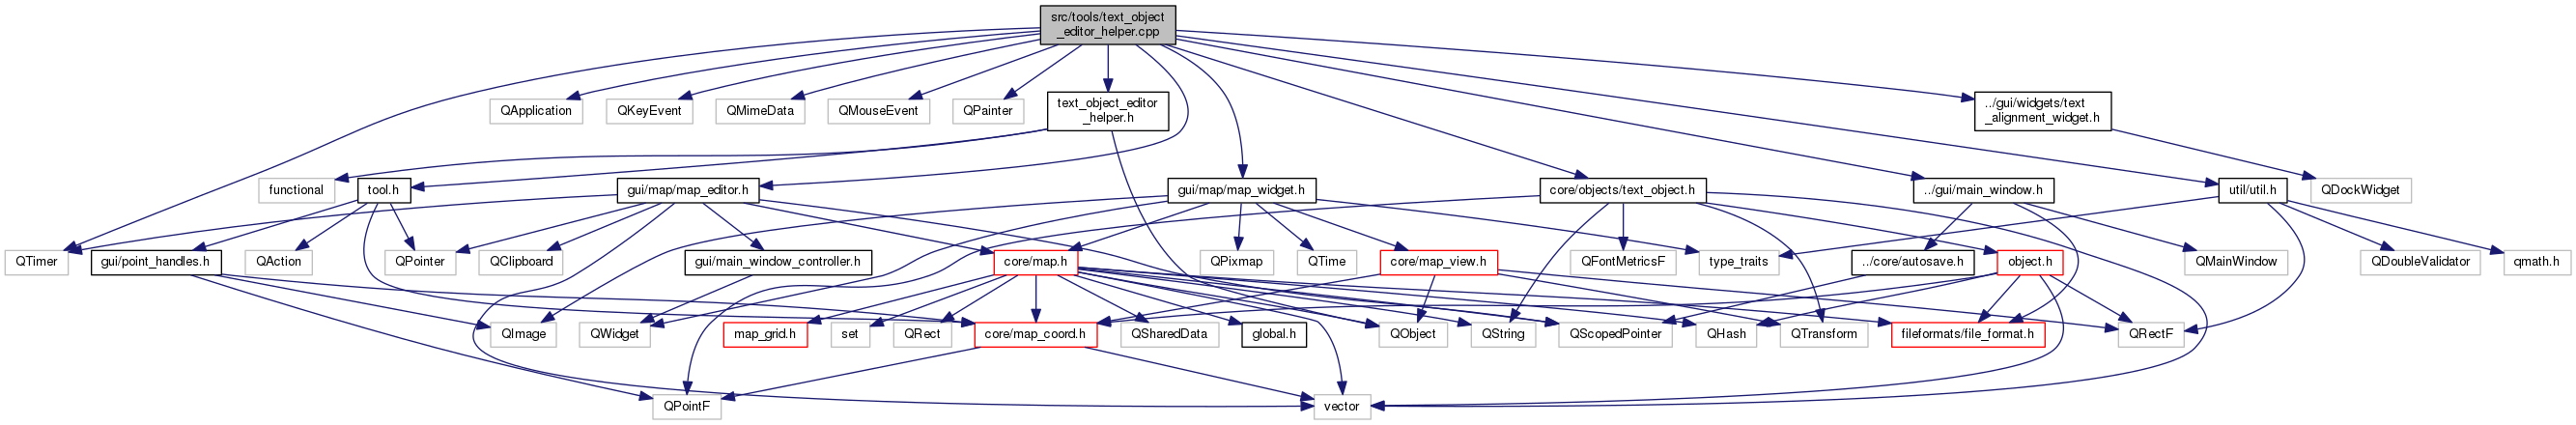 src/tools/text_object
_editor_helper.cpp
QApplication
QKeyEvent
QMimeData
QMouseEvent
QPainter
text_object_editor
_helper.h
../gui/widgets/text
_alignment_widget.h
functional
tool.h
gui/map/map_editor.h
gui/map/map_widget.h
core/objects/text_object.h
../gui/main_window.h
util/util.h
QDockWidget
QTimer
gui/point_handles.h
QAction
QPointer
QClipboard
gui/main_window_controller.h
core/map.h
QPixmap
QTime
core/map_view.h
QFontMetricsF
type_traits
../core/autosave.h
object.h
QMainWindow
QDoubleValidator
qmath.h
QImage
QWidget
map_grid.h
set
QRect
core/map_coord.h
QSharedData
global.h
QObject
QString
QScopedPointer
QHash
QTransform
fileformats/file_format.h
QRectF
QPointF
vector